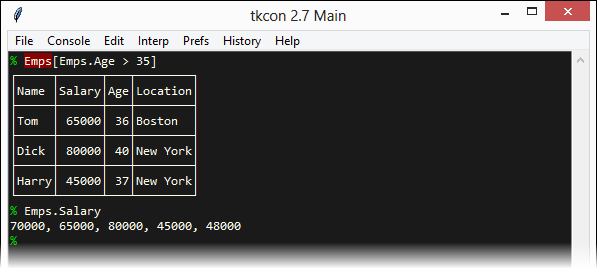 tkcon 2.7 Main
File Console Edit Interp Prefs History Help
% Emps[Emps.Age > 35]
Name Salary Age Location
Tom 65000 36 Boston
Dick 80000 40 New York
Harry 45000 37 New York
% Emps.Salary
70000, 65000, 80000, 45000, 48000
%